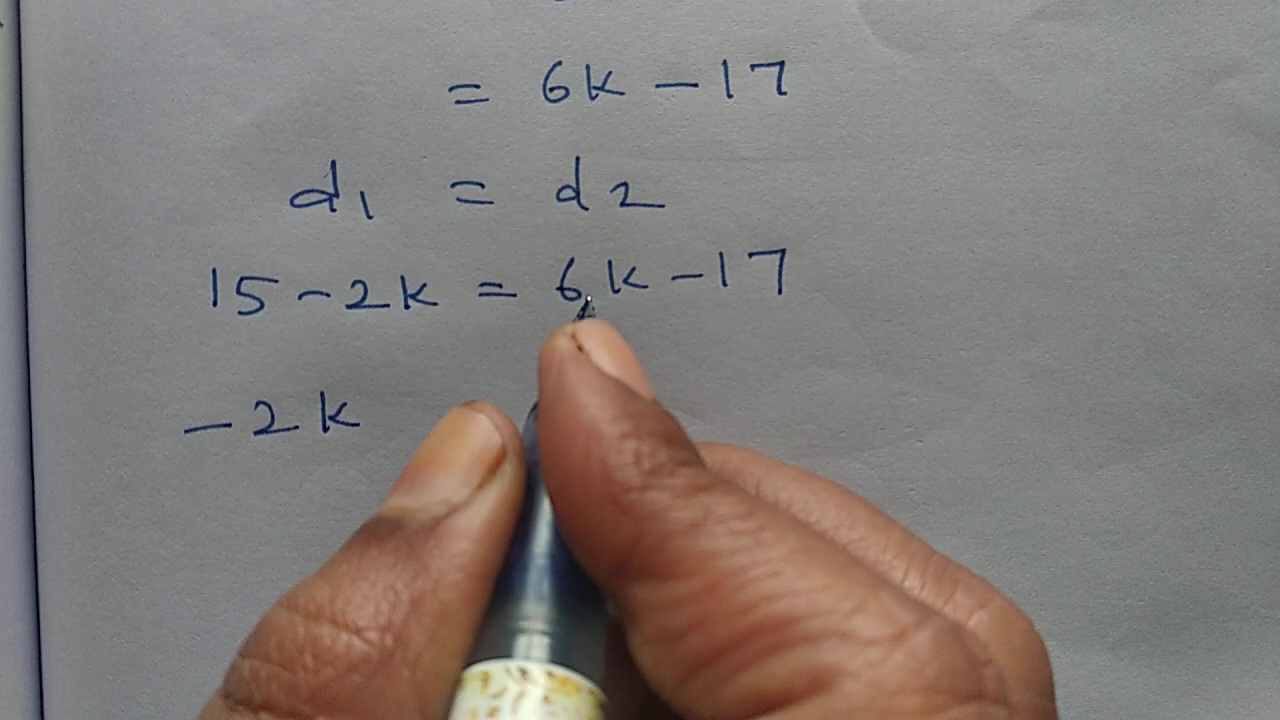 = 6k - 17
d1 = d2
15 - 2k = 6k - 17
- 2k